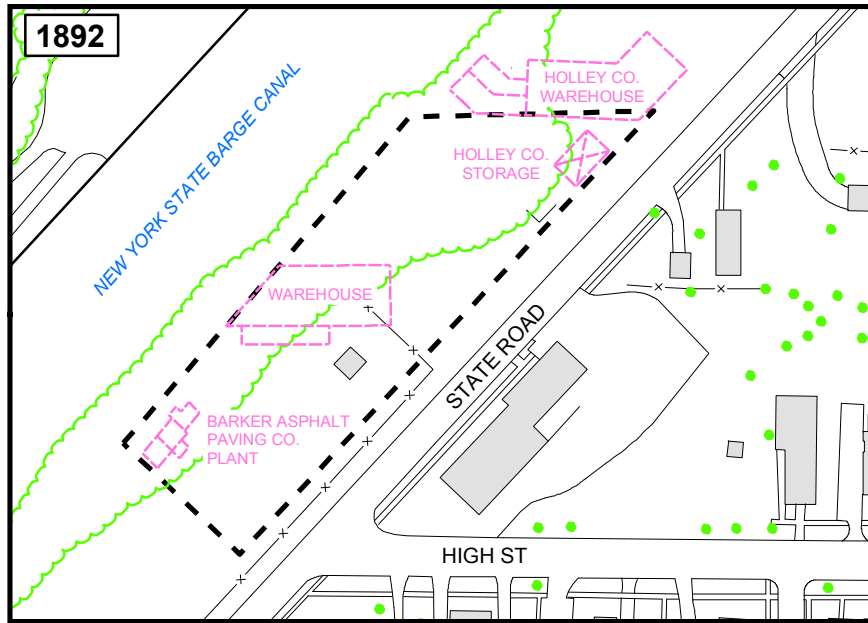 1892
NEW YORK STATE BARGE CANAL
HOLLEY CO.
WAREHOUSE
HOLLEY CO.
STORAGE
WAREHOUSE
STATE ROAD
BARKER ASPHALT
PAVING CO.
PLANT
HIGH ST